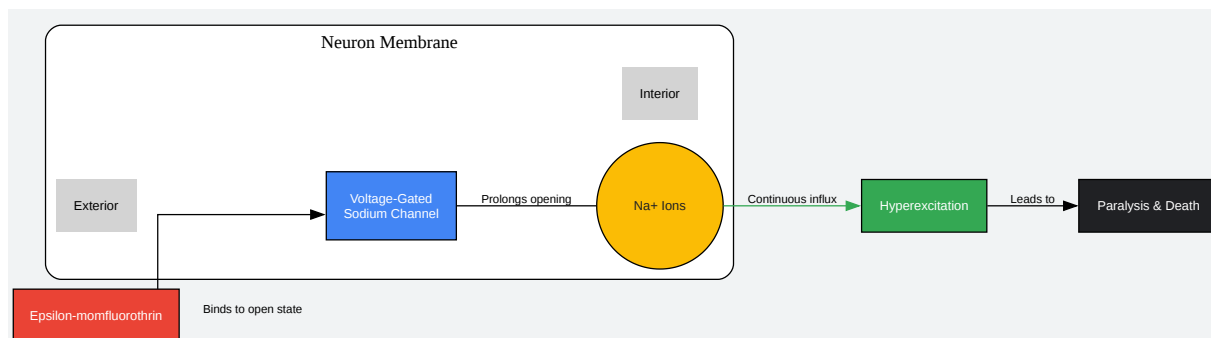 Neuron Membrane
Interior
Exterior
Voltage-Gated
Sodium Channel
Prolongs opening
Na+ Ions
Continuous influx
Hyperexcitation
Leads to
Paralysis & Death
Epsilon-momfluorothrin
Binds to open state